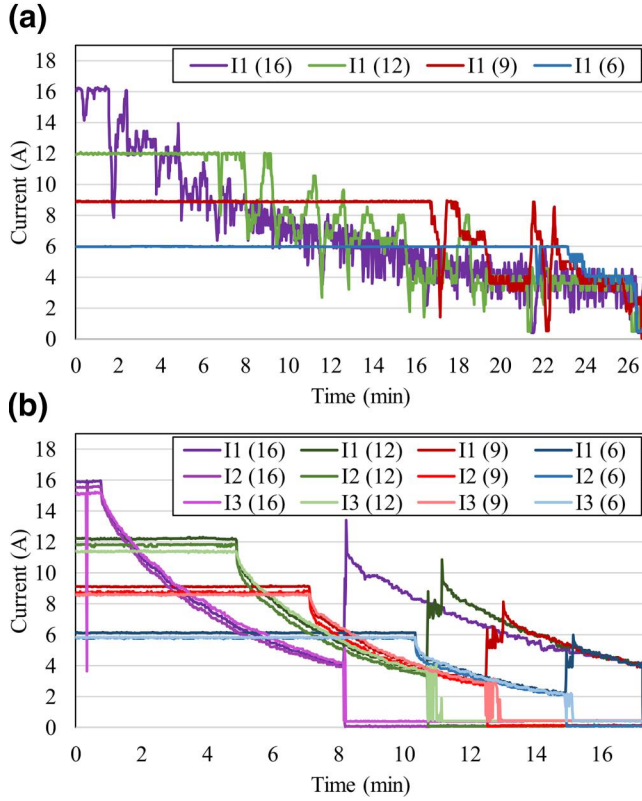 (a)
I1 (16) I1 (12) I1 (9) I1 (6)
18
16
14
12
10
8
6
4
2
0
Current (A)
0 2 4 6 8 10 12 14 16 18 20 22 24 26
Time (min)
(b)
I1 (16) I1 (12) I1 (9) I1 (6)
I2 (16) I2 (12) I2 (9) I2 (6)
I3 (16) I3 (12) I3 (9) I3 (6)
18
16
14
12
10
8
6
4
2
0
Current (A)
0 2 4 6 8 10 12 14 16
Time (min)